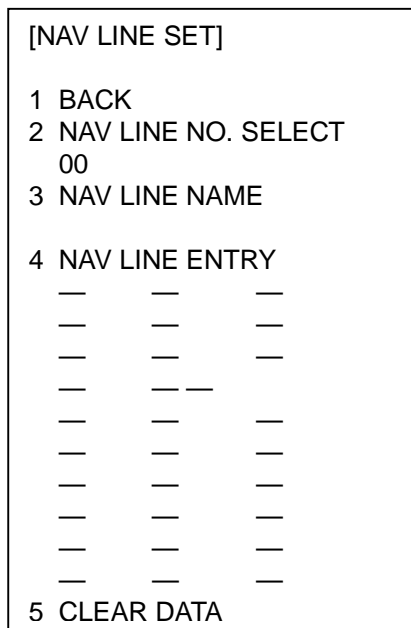 [NAV LINE SET]
1 BACK
2 NAV LINE NO. SELECT
00
3 NAV LINE NAME
4 NAV LINE ENTRY
— — —
— — —
— — —
— — —
— — —
— — —
— — —
— — —
— — —
— — —
5 CLEAR DATA